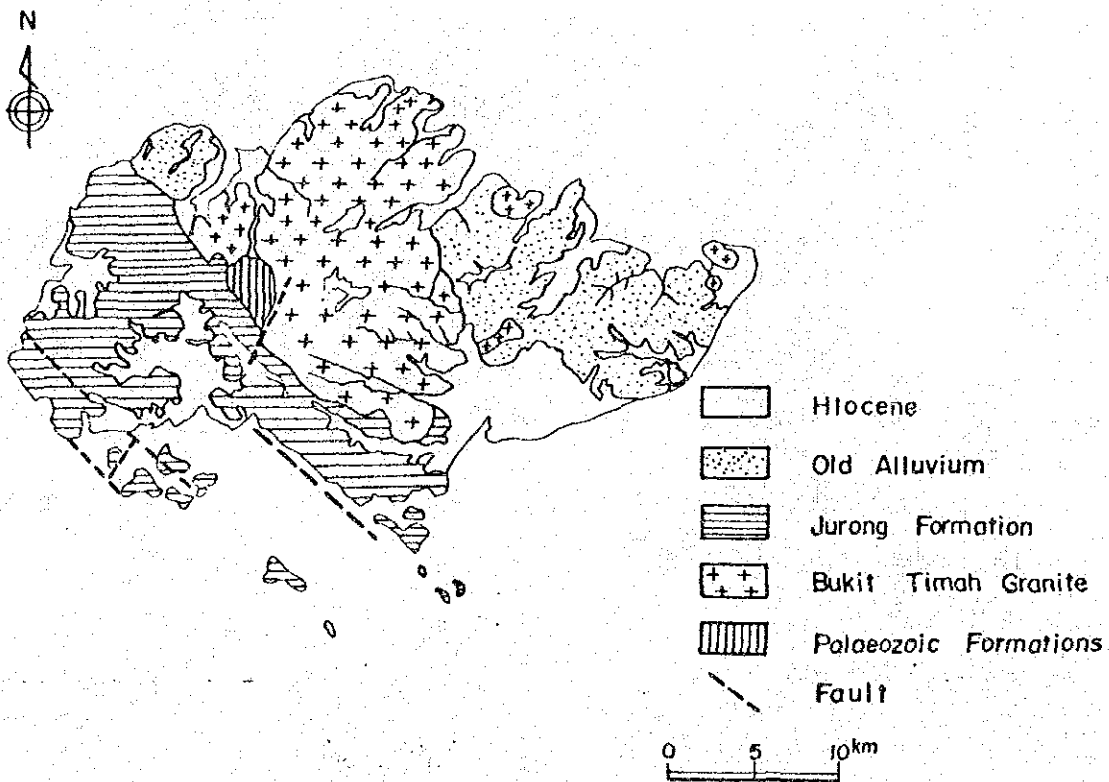 N
Hlocene
Old Alluvium
Jurong Formation
Bukit Timah Granite
Palaeozoic Formations
Fault
0 5 10km